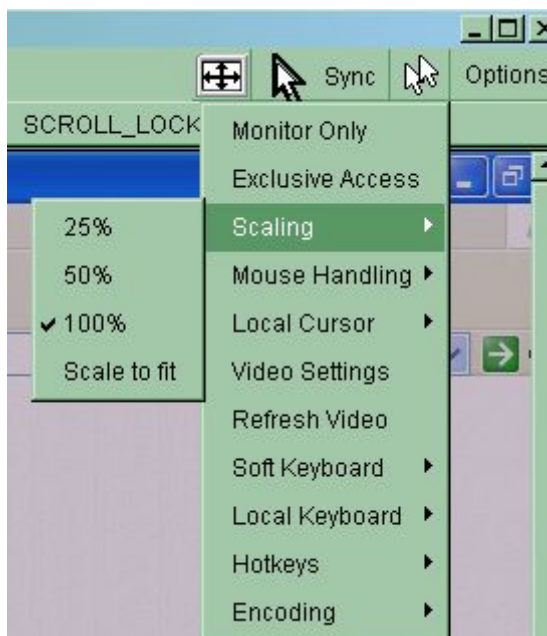 Sync
Options
SCROLL_LOCK
Monitor Only
Exclusive Access
Scaling
Mouse Handling
Local Cursor
Video Settings
Refresh Video
Soft Keyboard
Local Keyboard
Hotkeys
Encoding
25%
50%
100%
Scale to fit